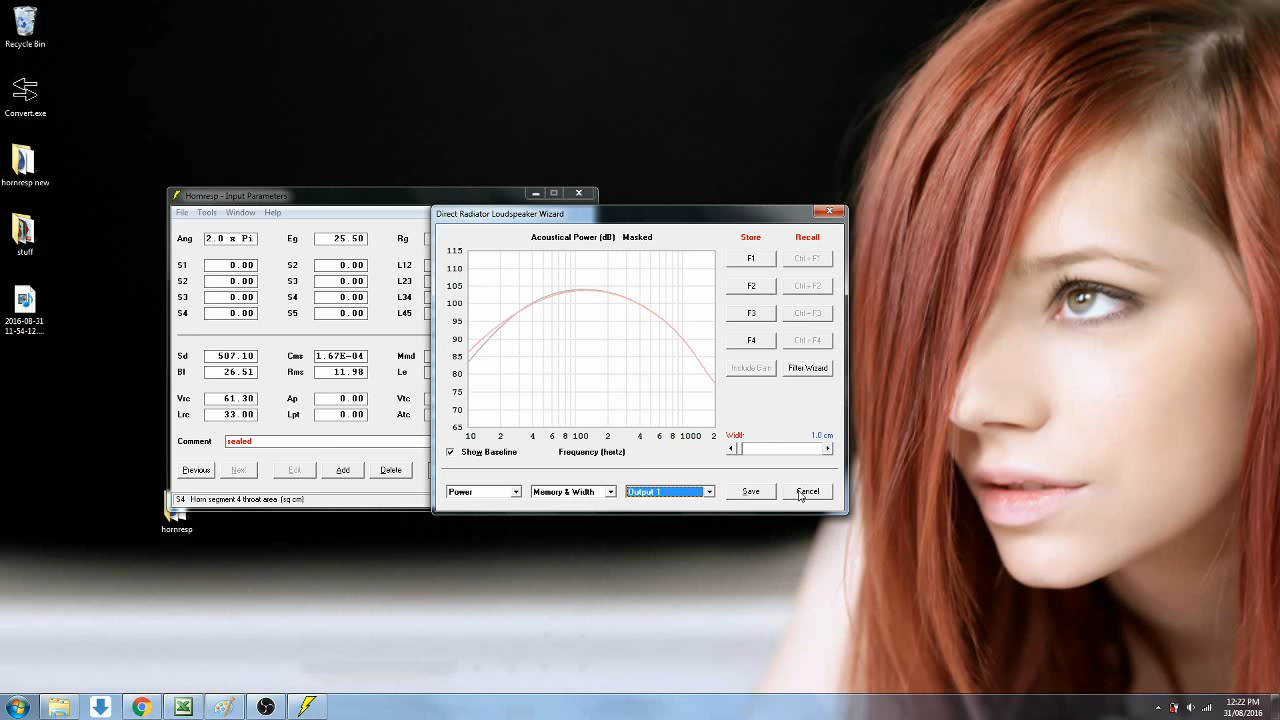 Recycle Bin
Convert.exe
hornresp new
stuff
2016-08-31
11-54-12....
hornresp
Hornresp - Input Parameters
File Tools Window Help
Ang 2.0 x Pi Eg 25.50 Rg
S1 0.00 S2 0.00 L12
S2 0.00 S3 0.00 L23
S3 0.00 S4 0.00 L34
S4 0.00 S5 0.00 L45
Sd 507.10 Cms 1.67E-04 Mmd
Bl 26.51 Rms 11.98 Le
Vrc 61.30 Ap 0.00 Vtc
Lrc 33.00 Lpt 0.00 Atc
Comment sealed
Previous Next Edit Add Delete
S4 Horn segment 4 throat area (sq cm)
Direct Radiator Loudspeaker Wizard
Acoustical Power (dB) Masked
Store Recall
115
110
105
100
95
90
85
80
75
70
65
10 2 4 6 8 100 2 4 6 8 1000 2
F1 Ctrl + F1
F2 Ctrl + F2
F3 Ctrl + F3
F4 Ctrl + F4
Include Gain Filter Wizard
Width 1.0 cm
Show Baseline Frequency (hertz)
Power Memory & Width Output 1 Save Cancel
12:22 PM
31/08/2016